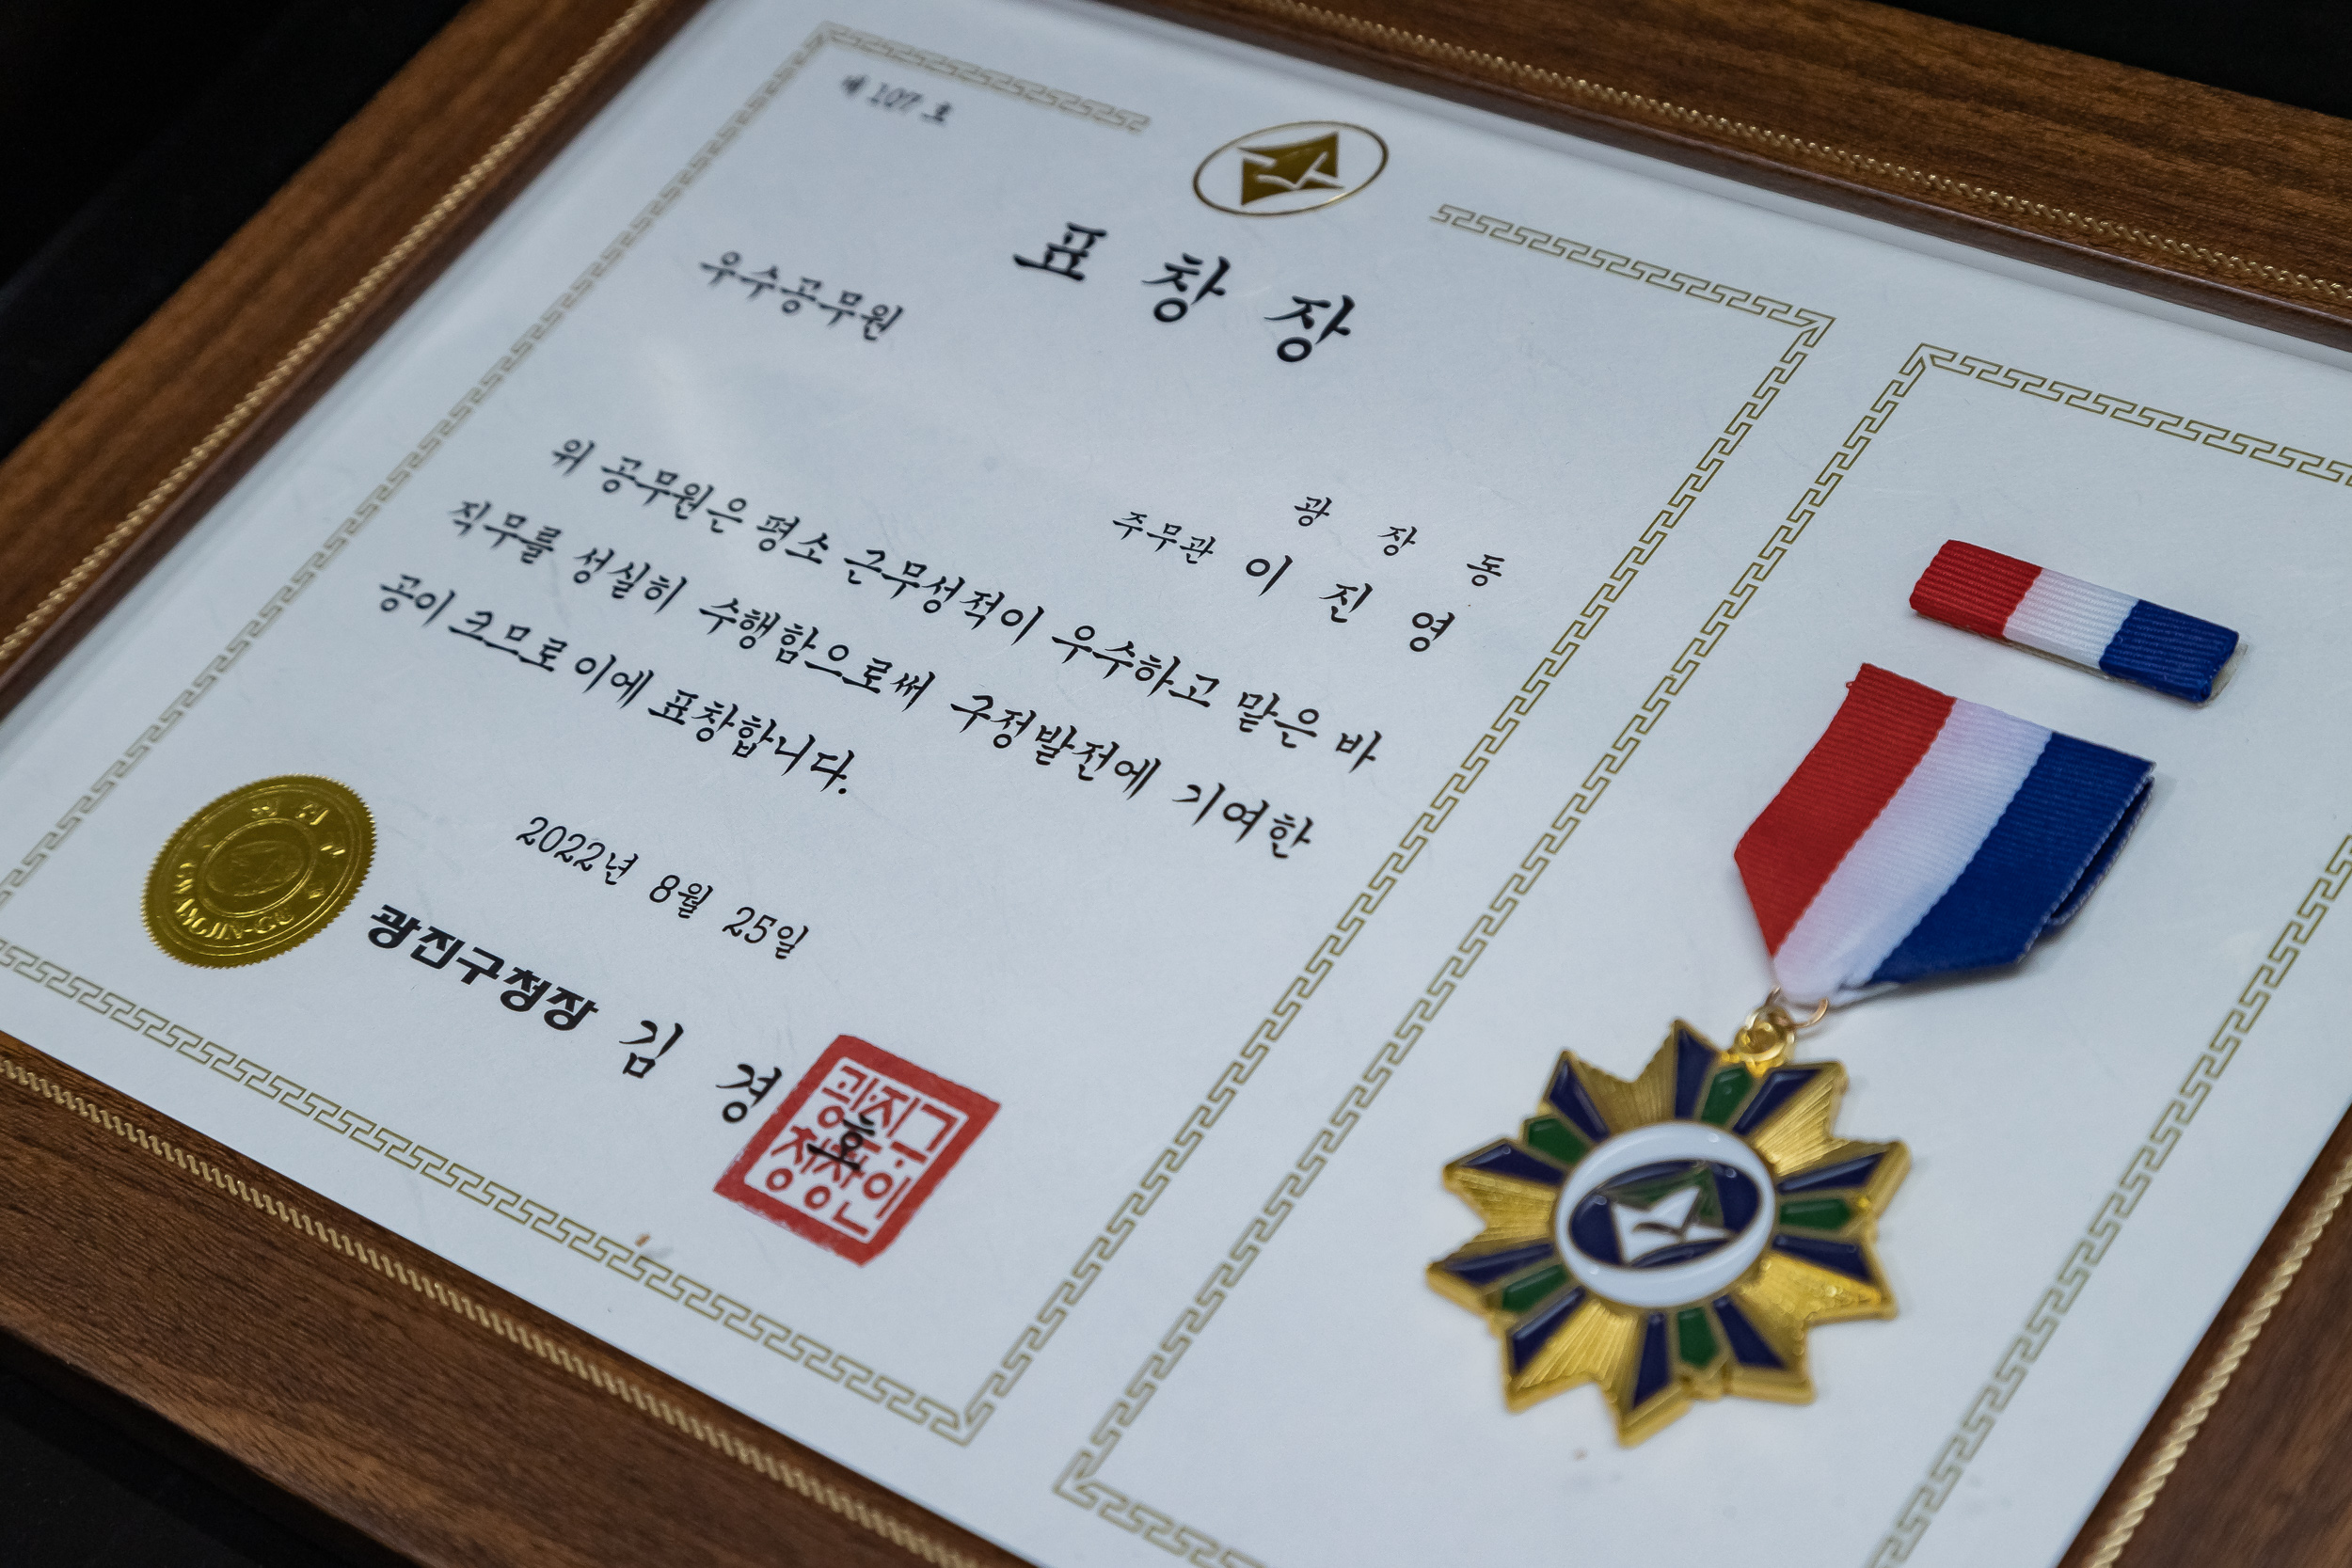 제 107 호
표 창 장
우수공무원
광 장 동
주무관 이 진 영
위 공무원은 평소 근무성적이 우수하고 맡은 바
직무를 성실히 수행함으로써 구정발전에 기여한
공이 크므로 이에 표창합니다.
2022년 8월 25일
광진구청장 김 경 호
광진구
청장인
GWANGJIN-GU